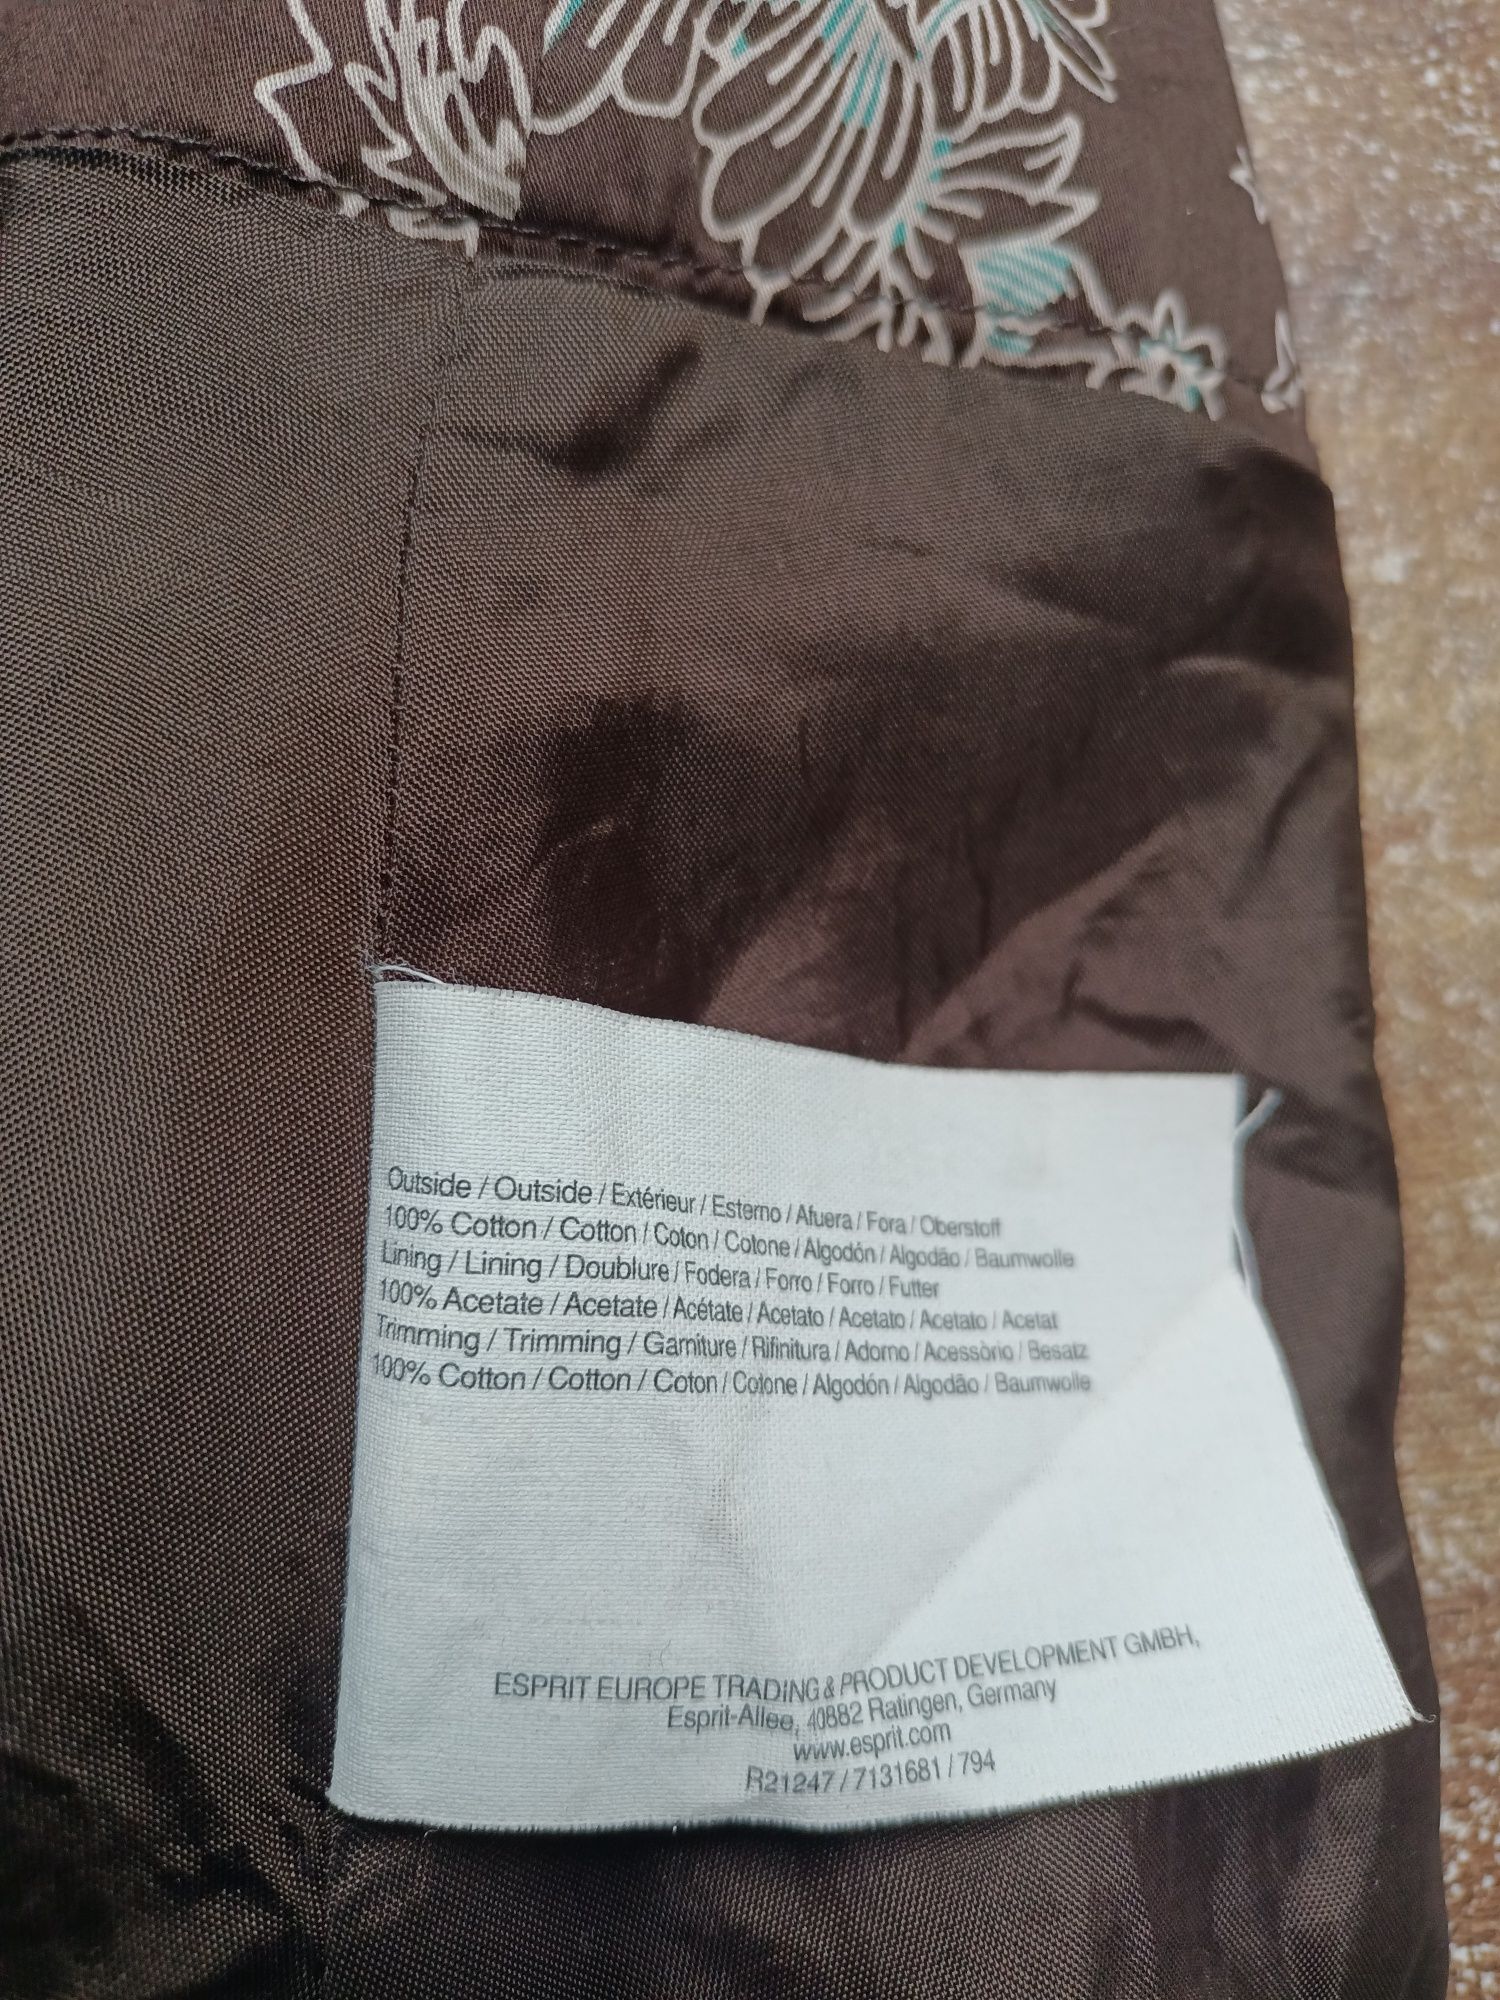 Outside / Outside / Extérieur / Esterno / Afuera / Fora / Oberstoff
100% Cotton / Cotton / Coton / Cotone / Algodón / Algodão / Baumwolle
Lining / Lining / Doublure / Fodera / Forro / Forro / Futter
100% Acetate / Acetate / Acétate / Acetato / Acetato / Acetato / Acetat
Trimming / Trimming / Garniture / Rifinitura / Adorno / Acessòrio / Besatz
100% Cotton / Cotton / Coton / Cotone / Algodón / Algodão / Baumwolle
ESPRIT EUROPE TRADING & PRODUCT DEVELOPMENT GMBH,
Esprit-Allee, 40882 Ratingen, Germany
www.esprit.com
R21247 / 7131681 / 794